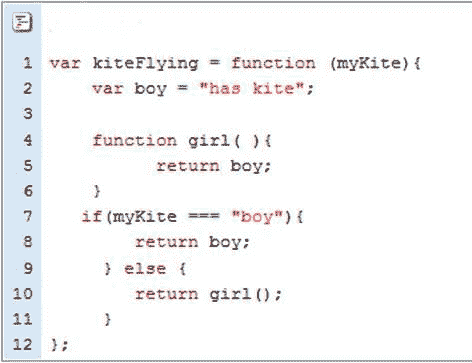 1 var kiteFlying = function (myKite){
2 var boy = "has kite";
3
4 function girl( ){
5 return boy;
6 }
7 if(myKite === "boy"){
8 return boy;
9 } else {
10 return girl();
11 }
12 };